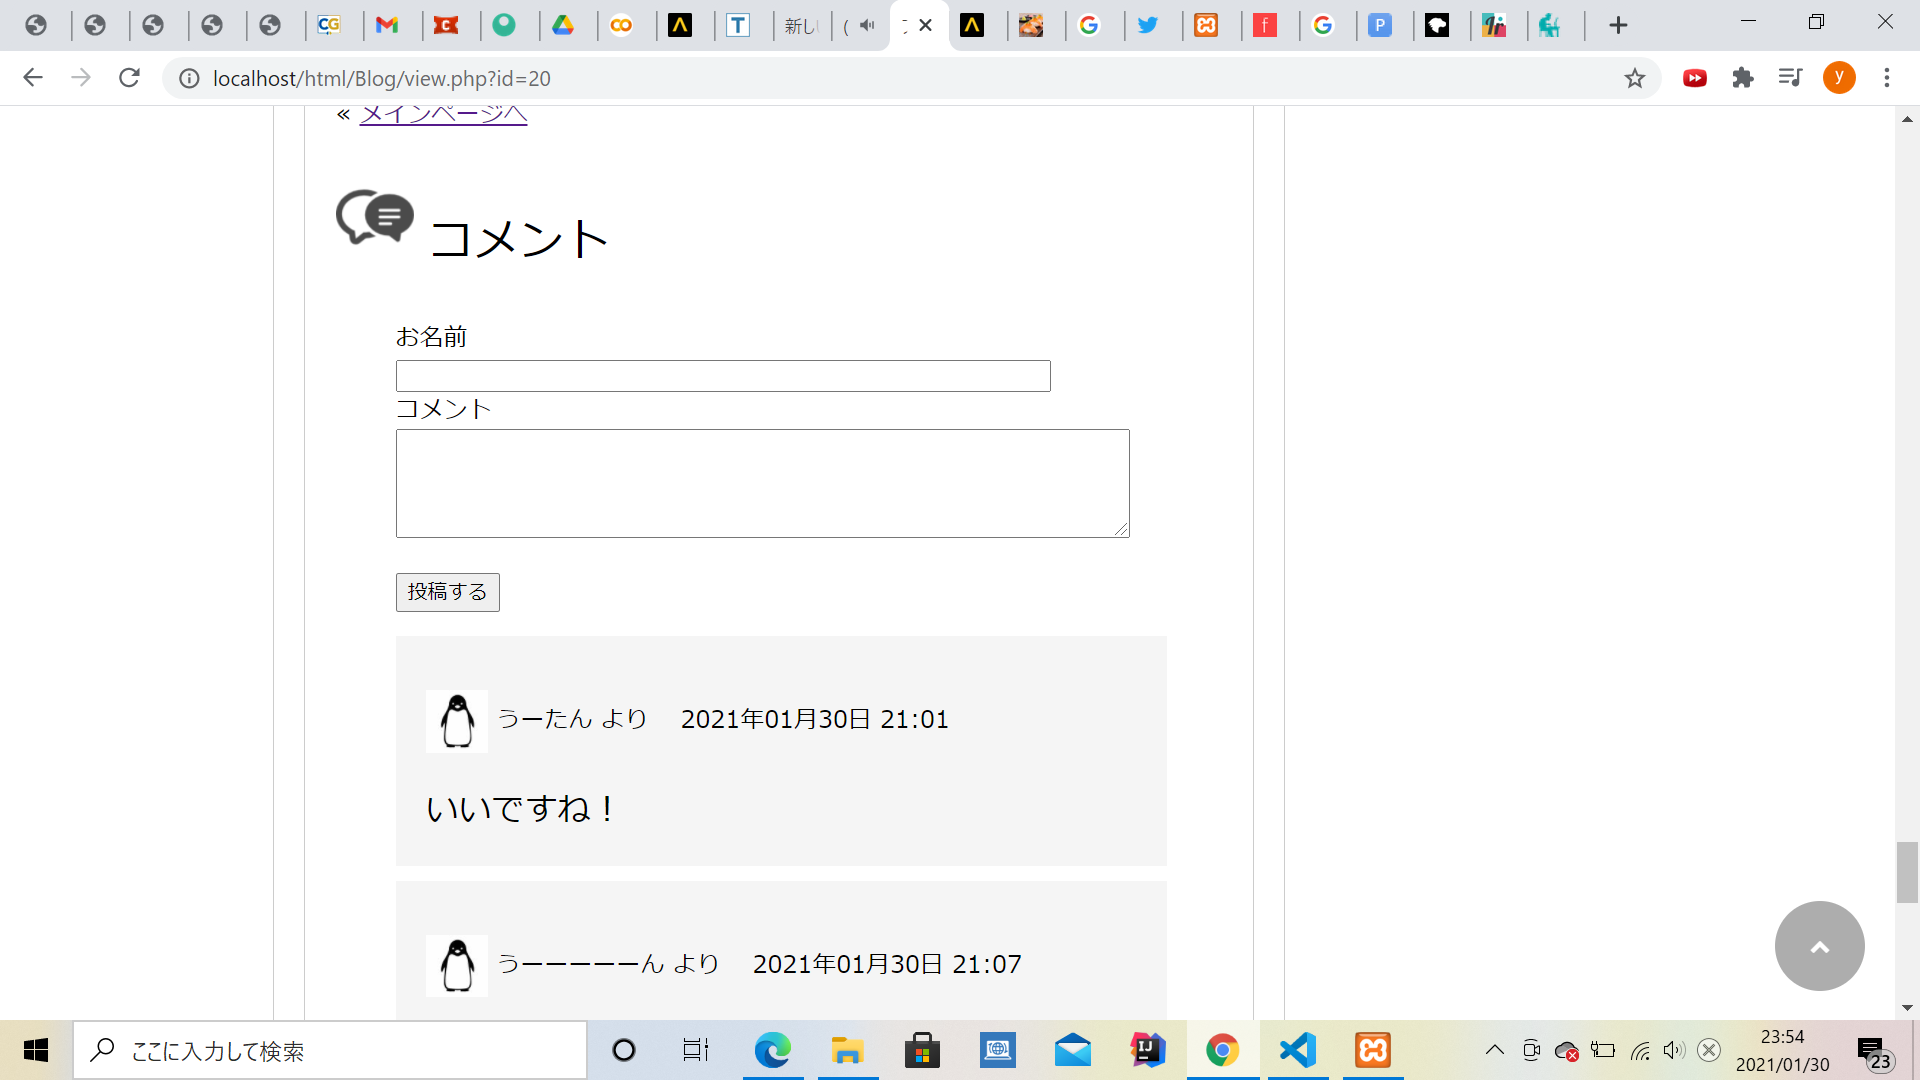 CG
T
新し
(
f
P
Ir
localhost/html/Blog/view.php?id=20
y
« メインページへ
コメント
お名前
コメント
投稿する
うーたん より 2021年01月30日 21:01
いいですね！
うーーーーーん より 2021年01月30日 21:07
ここに入力して検索
IJ
23:54
2021/01/30
23